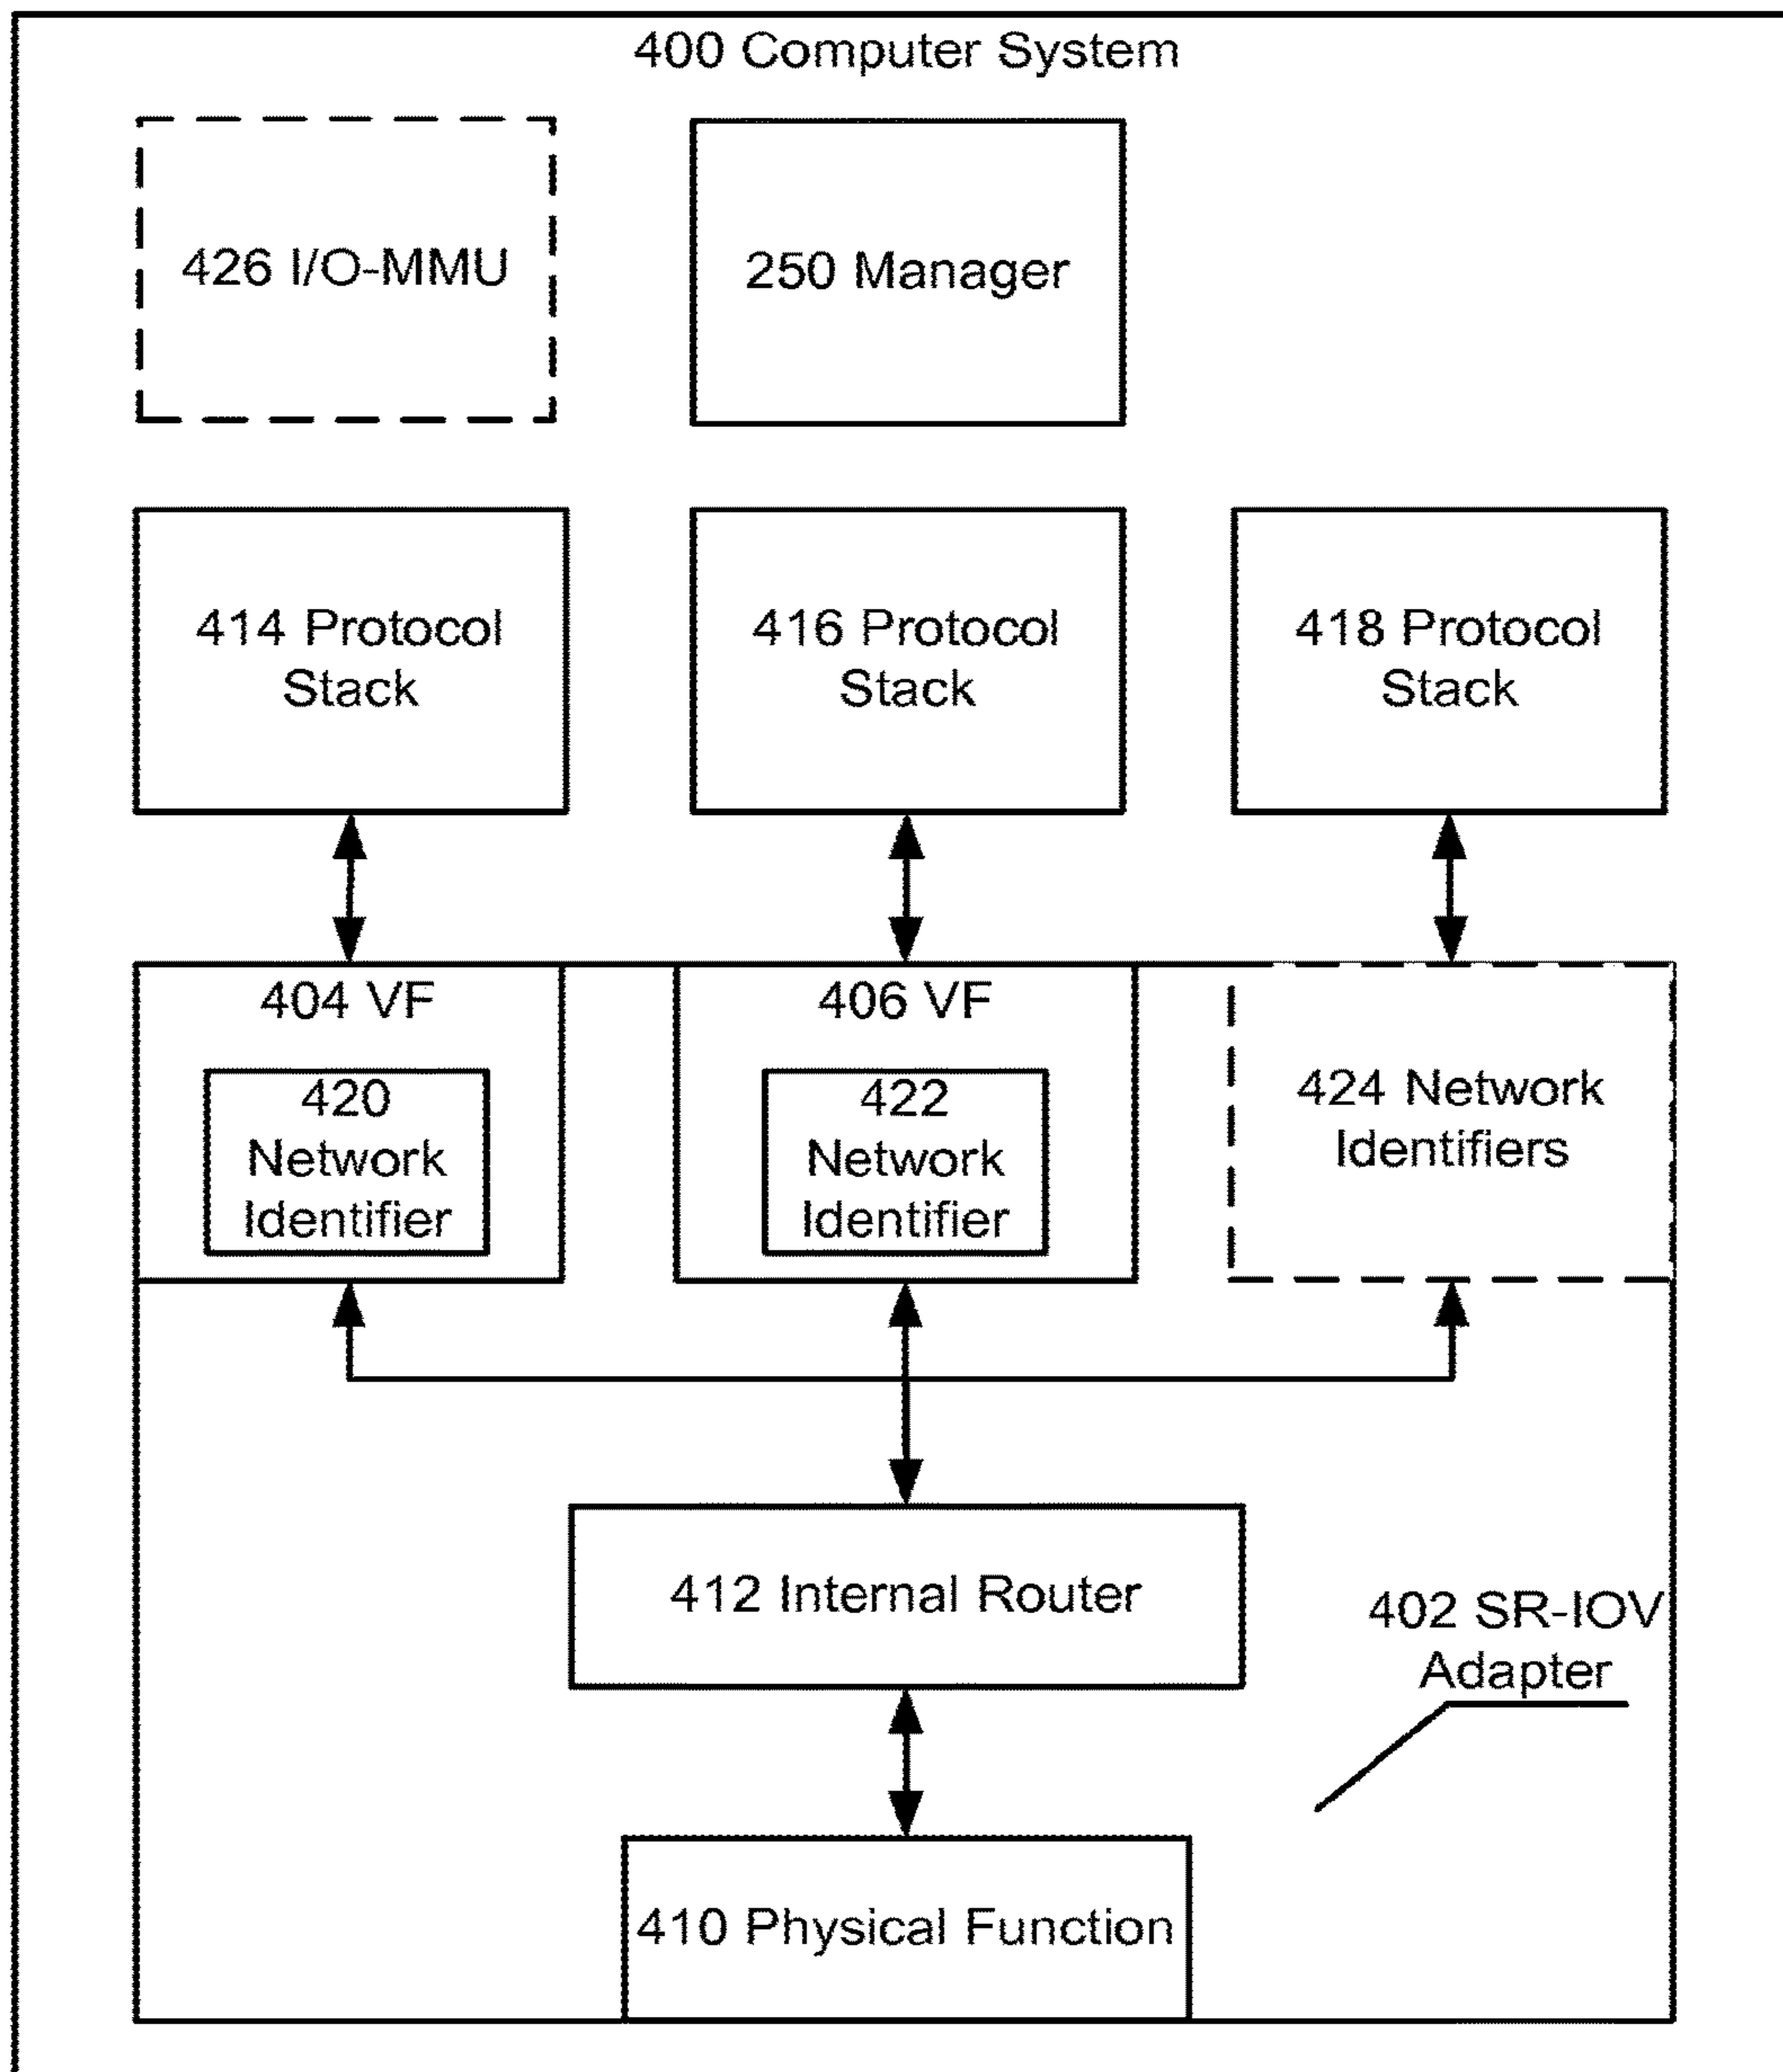 400 Computer System
426 I/O-MMU
250 Manager
414 Protocol
Stack
416 Protocol
Stack
418 Protocol
Stack
404 VF
420
Network
Identifier
406 VF
422
Network
Identifier
424 Network
Identifiers
412 Internal Router
402 SR-IOV
Adapter
410 Physical Function